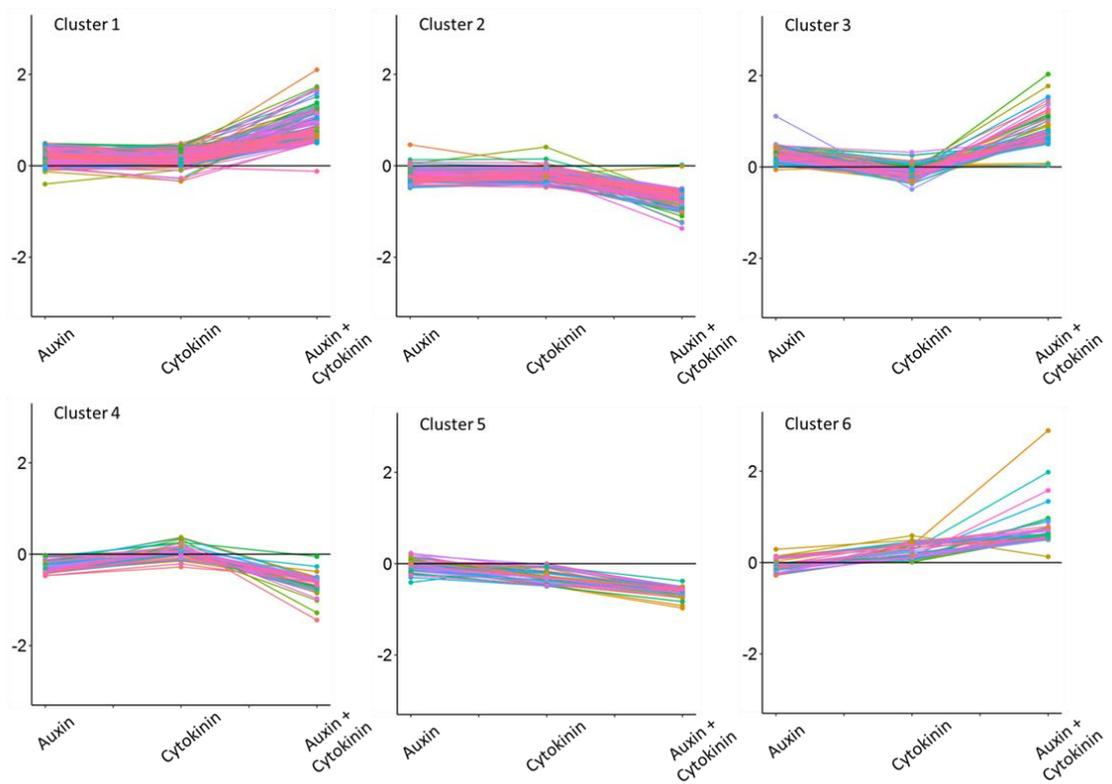 Cluster 1
2
0
-2
Auxin
Cytokinin
Auxin +
Cytokinin
Cluster 2
2
0
-2
Auxin
Cytokinin
Auxin +
Cytokinin
Cluster 3
2
0
-2
Auxin
Cytokinin
Auxin +
Cytokinin
Cluster 4
2
0
-2
Auxin
Cytokinin
Auxin +
Cytokinin
Cluster 5
2
0
-2
Auxin
Cytokinin
Auxin +
Cytokinin
Cluster 6
2
0
-2
Auxin
Cytokinin
Auxin +
Cytokinin